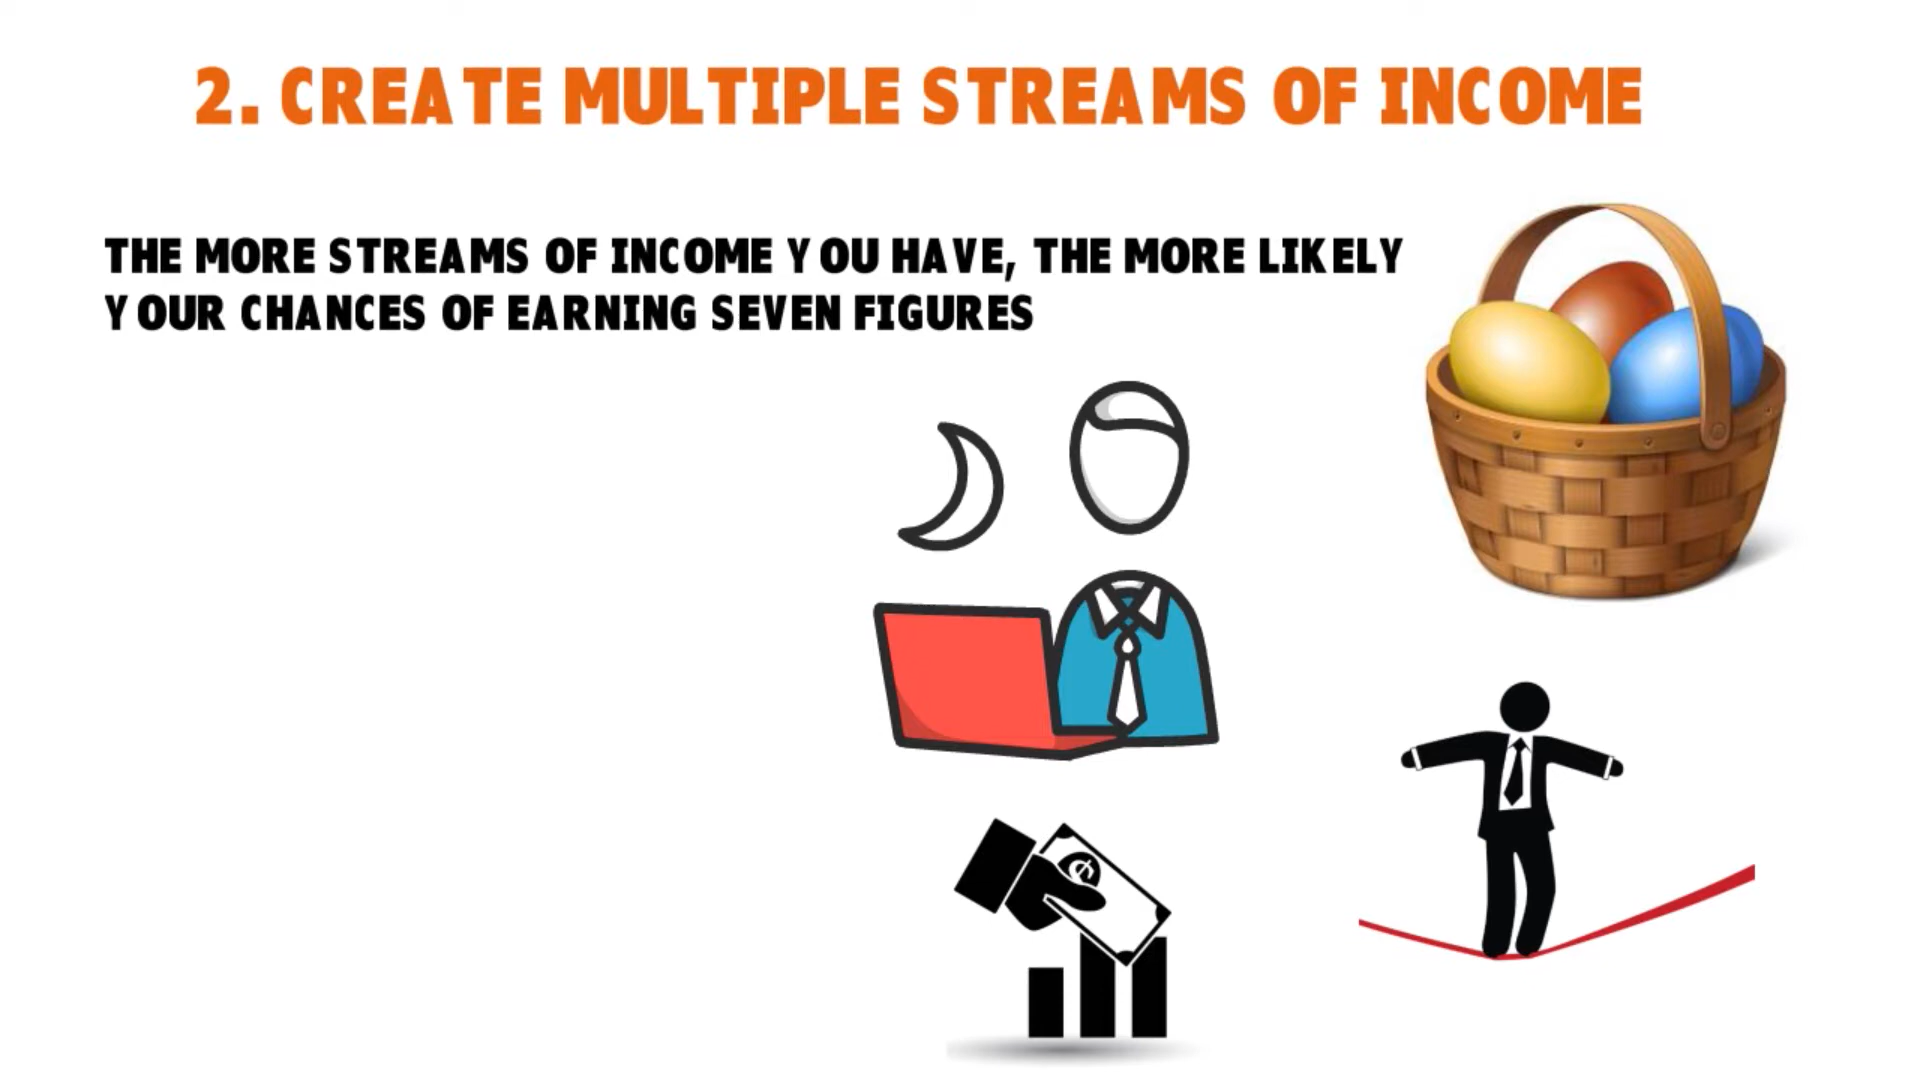 2. CREATE MULTIPLE STREAMS OF INCOME
THE MORE STREAMS OF INCOME YOU HAVE, THE MORE LIKELY
YOUR CHANCES OF EARNING SEVEN FIGURES